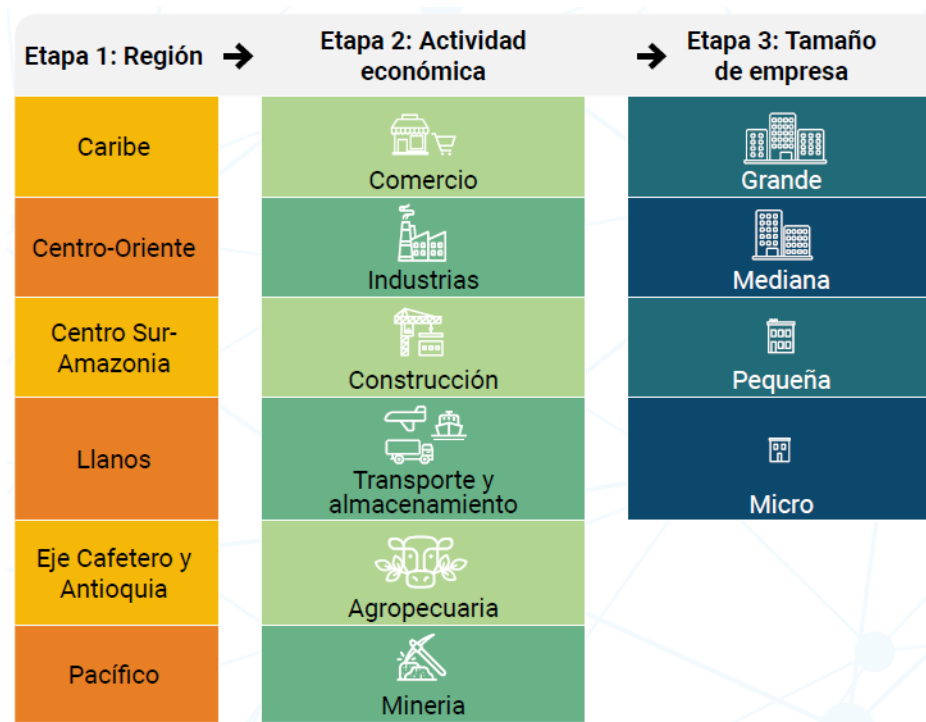 Etapa 1: Región
Etapa 2: Actividad
económica
Etapa 3: Tamaño
de empresa
Caribe
Centro-Oriente
Centro Sur-
Amazonia
Llanos
Eje Cafetero y
Antioquia
Pacífico
Comercio
Industrias
Construcción
Transporte y
almacenamiento
Agropecuaria
Mineria
Grande
Mediana
Pequeña
Micro